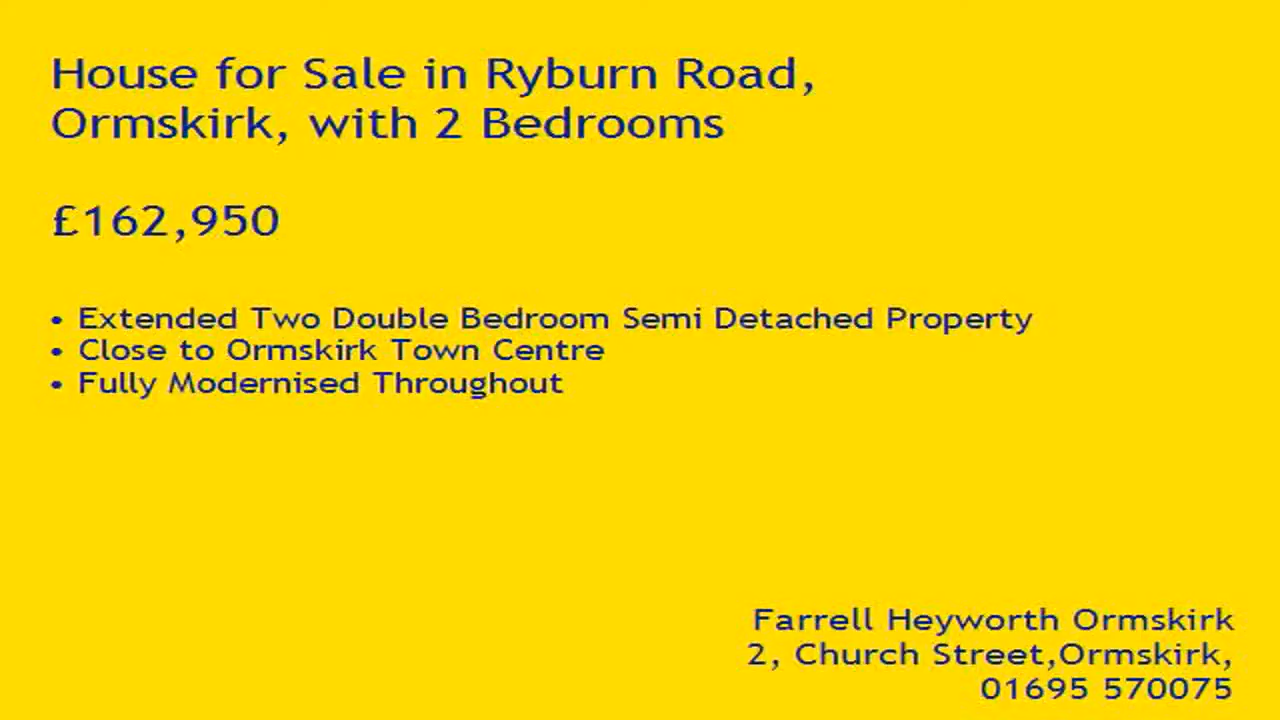 House for Sale in Ryburn Road,
Ormskirk, with 2 Bedrooms
£162,950
• Extended Two Double Bedroom Semi Detached Property
• Close to Ormskirk Town Centre
• Fully Modernised Throughout
Farrell Heyworth Ormskirk
2, Church Street,Ormskirk,
01695 570075